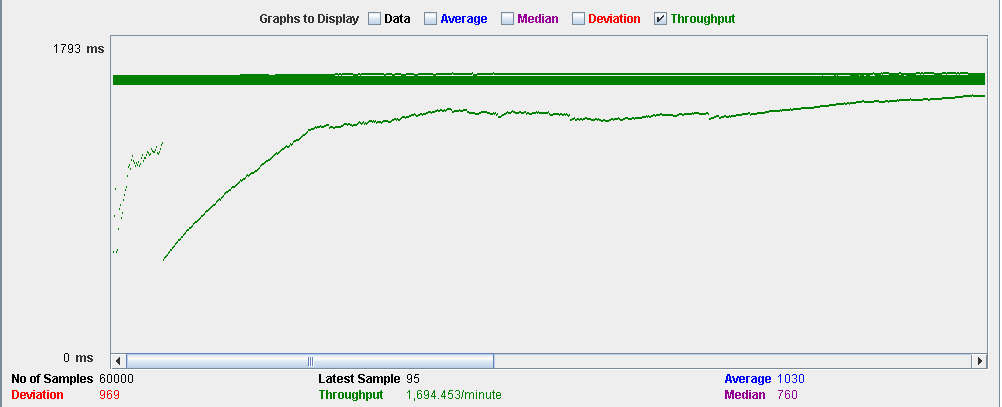 Graphs to Display Data Average Median Deviation Throughput
1793 ms
0 ms
No of Samples 60000 Latest Sample 95 Average 1030
Deviation 969 Throughput 1,694.453/minute Median 760